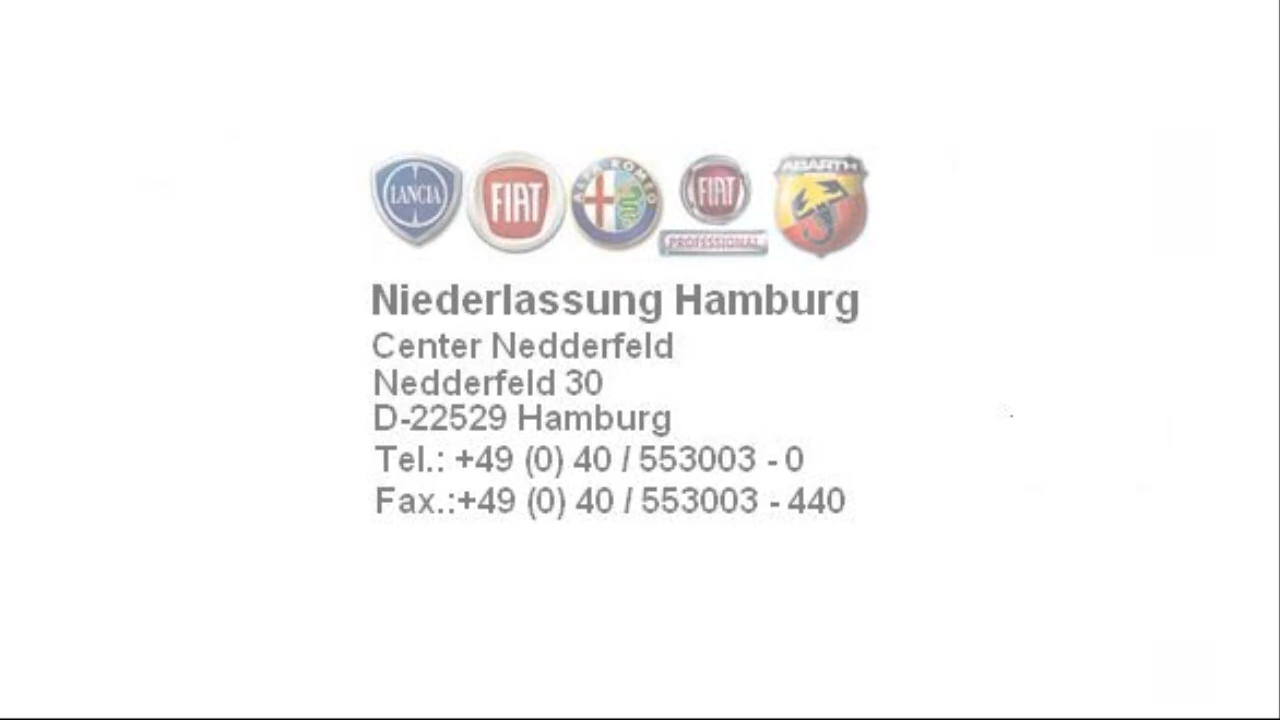 LANCIA FIAT ALFA ROMEO FIAT ABARTH
PROFESSIONAL
Niederlassung Hamburg
Center Nedderfeld
Nedderfeld 30
D-22529 Hamburg
Tel.: +49 (0) 40 / 553003 - 0
Fax.:+49 (0) 40 / 553003 - 440